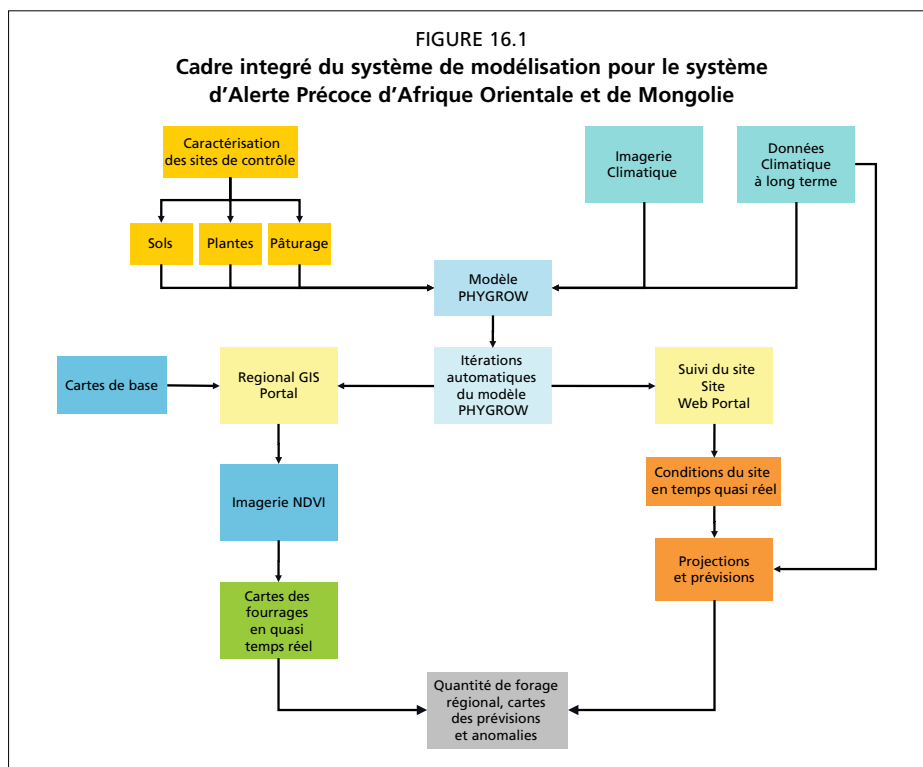 FIGURE 16.1
Cadre integré du système de modélisation pour le système
d'Alerte Précoce d'Afrique Orientale et de Mongolie
Caractérisation
des sites de contrôle
Imagerie
Climatique
Données
Climatique
à long terme
Sols
Plantes
Pâturage
Modèle
PHYGROW
Cartes de base
Regional GIS
Portal
Itérations
automatiques
du modèle
PHYGROW
Suivi du site
Site
Web Portal
Imagerie NDVI
Conditions du site
en temps quasi réel
Projections
et prévisions
Cartes des
fourrages
en quasi
temps réel
Quantité de forage
régional, cartes
des prévisions
et anomalies